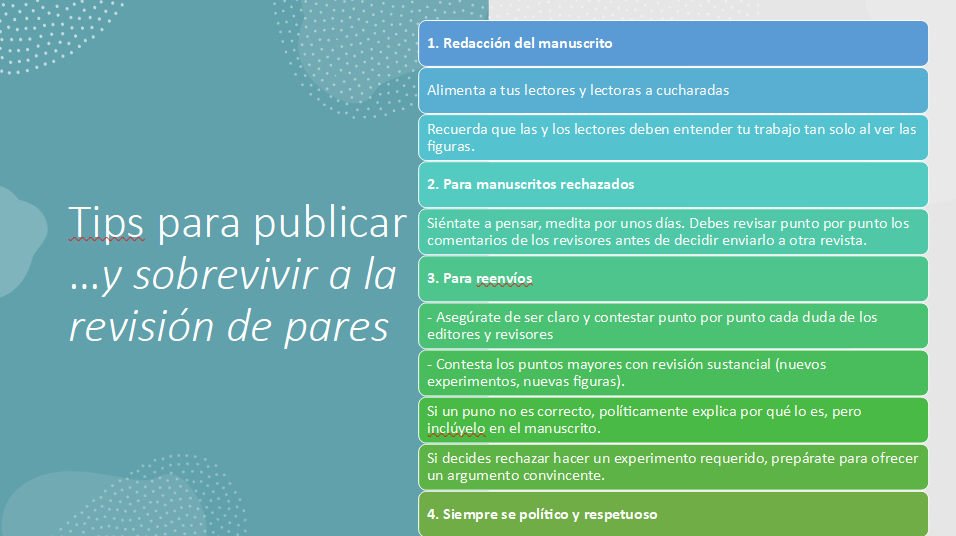 Tips para publicar
...y sobrevivir a la
revisión de pares
1. Redacción del manuscrito
Alimenta a tus lectores y lectoras a cucharadas
Recuerda que las y los lectores deben entender tu trabajo tan solo al ver las
figuras.
2. Para manuscritos rechazados
Siéntate a pensar, medita por unos días. Debes revisar punto por punto los
comentarios de los revisores antes de decidir enviarlo a otra revista.
3. Para reenvíos
- Asegúrate de ser claro y contestar punto por punto cada duda de los
editores y revisores
- Contesta los puntos mayores con revisión sustancial (nuevos
experimentos, nuevas figuras).
Si un puno no es correcto, políticamente explica por qué lo es, pero
inclúyelo en el manuscrito.
Si decides rechazar hacer un experimento requerido, prepárate para ofrecer
un argumento convincente.
4. Siempre se político y respetuoso